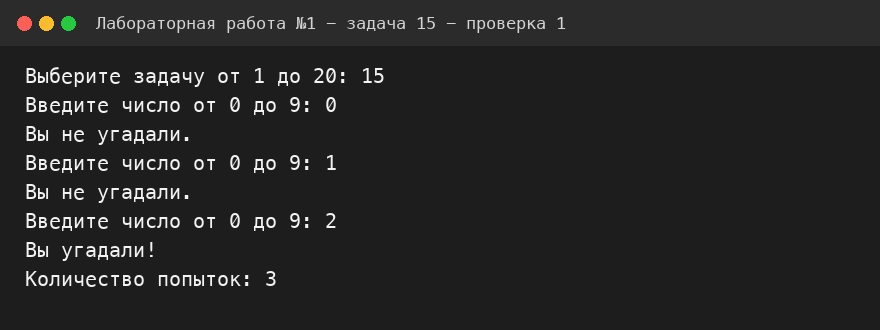 Лабораторная работа №1 — задача 15 — проверка 1
Выберите задачу от 1 до 20: 15
Введите число от 0 до 9: 0
Вы не угадали.
Введите число от 0 до 9: 1
Вы не угадали.
Введите число от 0 до 9: 2
Вы угадали!
Количество попыток: 3